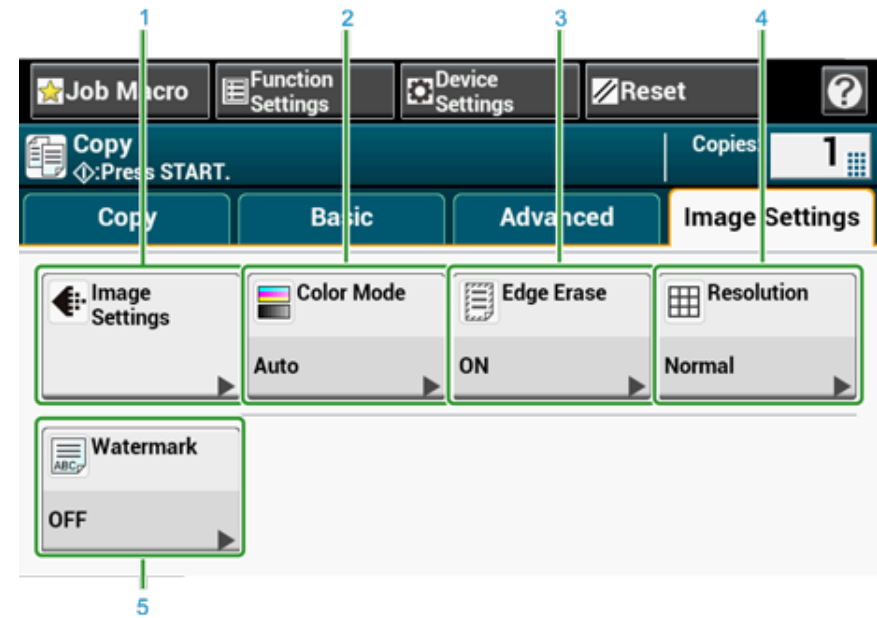 1 2 3 4
Job Macro Function Settings Device Settings Reset ?
Copy
:Press START.
Copies: 1
Copy Basic Advanced Image Settings
Image Settings Color Mode Edge Erase Resolution
Auto ON Normal
Watermark
ABC
OFF
5